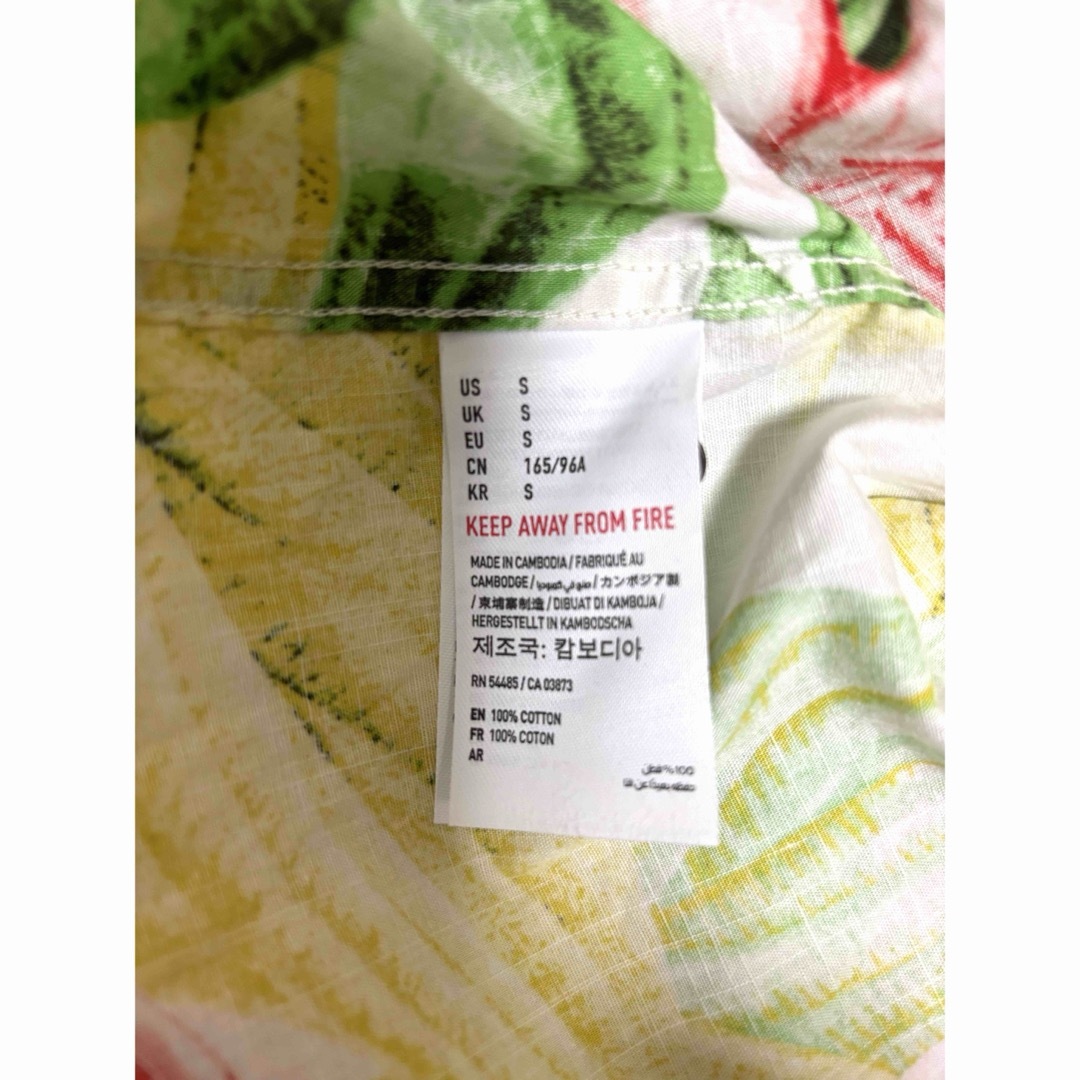 US S
UK S
EU S
CN 165/96A
KR S
KEEP AWAY FROM FIRE
MADE IN CAMBODIA / FABRIQUÉ AU
CAMBODGE / صنع في كمبوديا / カンボジア製
/ 柬埔寨制造 / DIBUAT DI KAMBOJA /
HERGESTELLT IN KAMBODSCHA
제조국: 캄보디아
RN 54485 / CA 03873
EN 100% COTTON
FR 100% COTON
AR
100% قطن